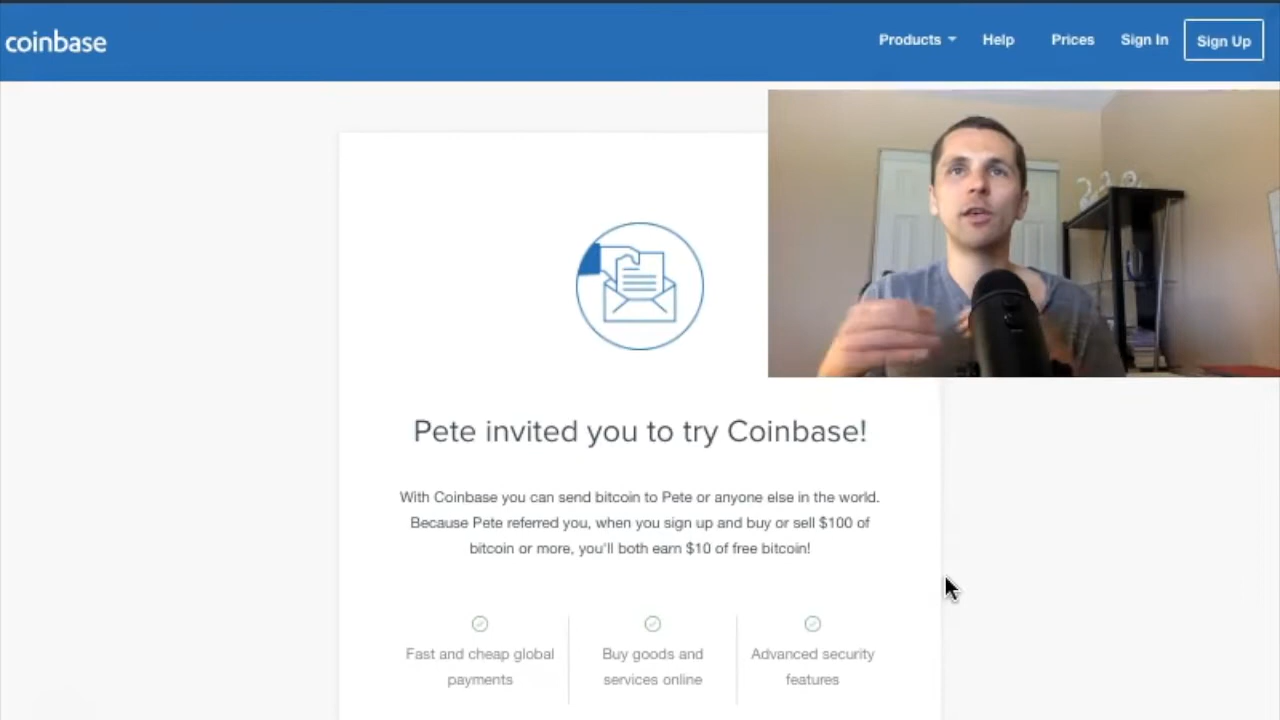 coinbase
Products
Help
Prices
Sign In
Sign Up
Pete invited you to try Coinbase!
With Coinbase you can send bitcoin to Pete or anyone else in the world.
Because Pete referred you, when you sign up and buy or sell $100 of
bitcoin or more, you'll both earn $10 of free bitcoin!
Fast and cheap global
payments
Buy goods and
services online
Advanced security
features